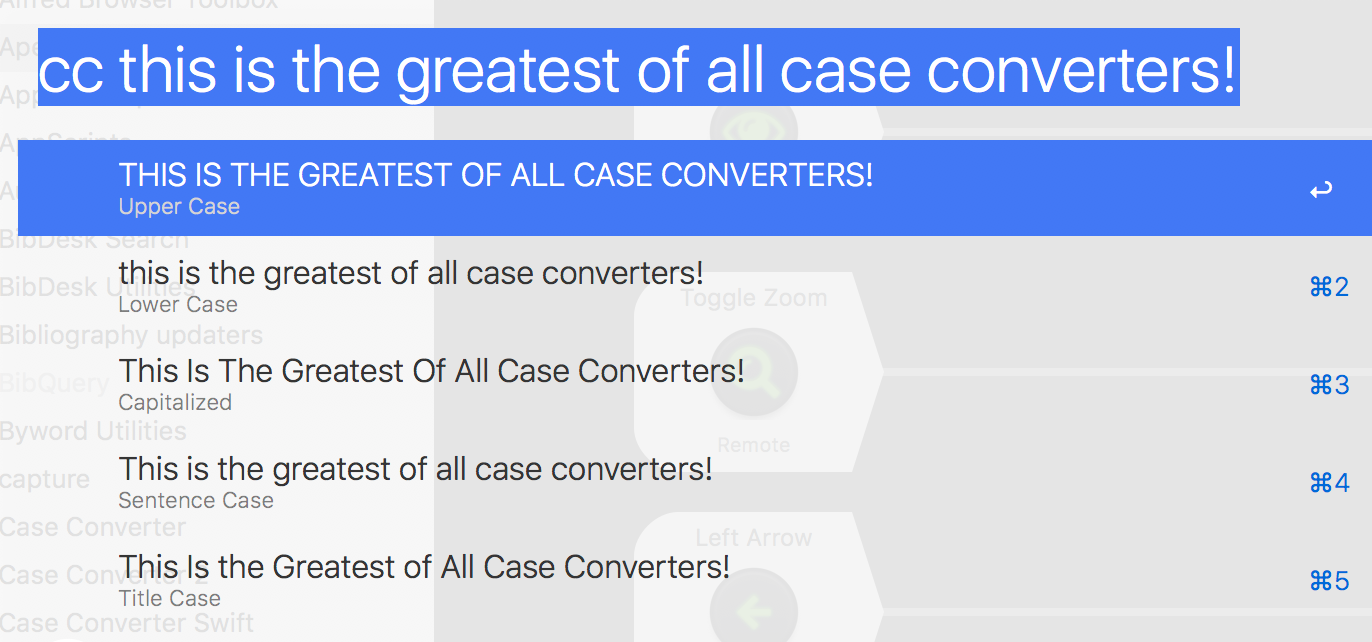 Alfred Browser Toolbox
cc this is the greatest of all case converters!
AppScripts
THIS IS THE GREATEST OF ALL CASE CONVERTERS!
Upper Case
↩
BibDesk Search
this is the greatest of all case converters!
Lower Case
⌘2
BibDesk Utilities
Toggle Zoom
Bibliography updaters
This Is The Greatest Of All Case Converters!
Capitalized
⌘3
BibQuery
Byword Utilities
Remote
This is the greatest of all case converters!
Sentence Case
⌘4
capture
Case Converter
Left Arrow
This Is the Greatest of All Case Converters!
Title Case
⌘5
Case Converter 2
Case Converter Swift